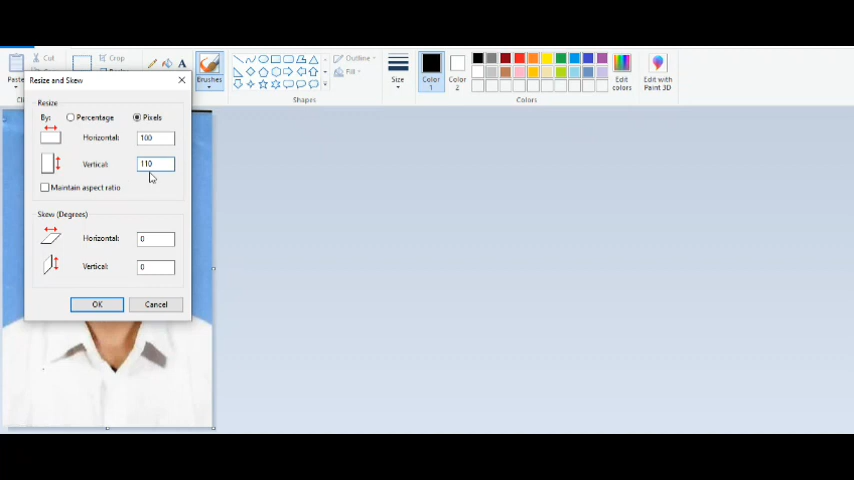 Cut
Crop
Paste
Brushes
Size
Color
1
Color
2
Edit
colors
Edit with
Paint 3D
Outline
Fill
Shapes
Colors
Resize and Skew
Resize
By:
Percentage
Pixels
Horizontal:
100
Vertical:
110
Maintain aspect ratio
Skew (Degrees)
Horizontal:
0
Vertical:
0
OK
Cancel